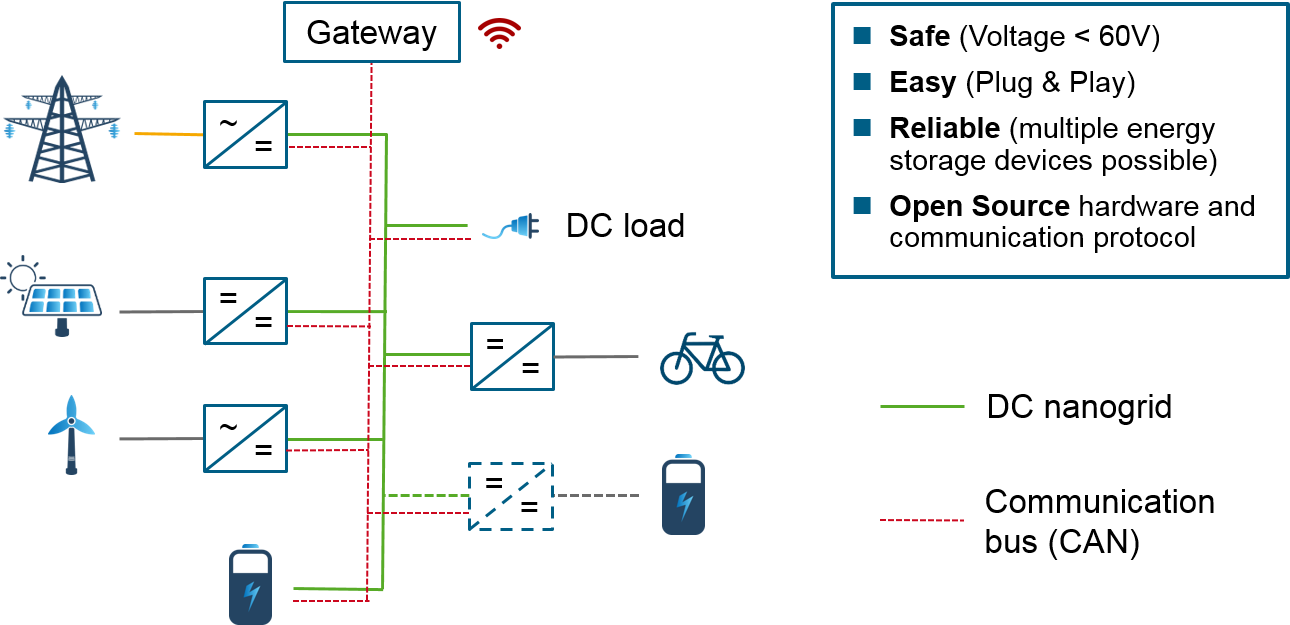 Gateway
Safe (Voltage < 60V)
Easy (Plug & Play)
Reliable (multiple energy
storage devices possible)
Open Source hardware and
communication protocol
~
=
DC load
=
=
=
=
~
=
=
=
DC nanogrid
Communication
bus (CAN)